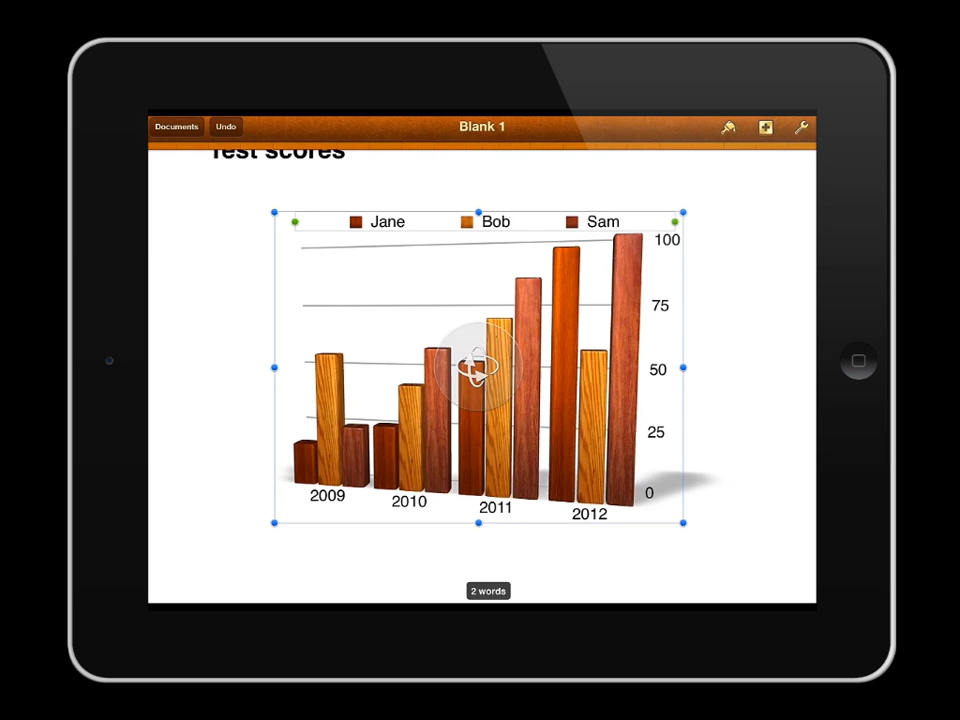 Documents Undo Blank 1
Test scores
Jane Bob Sam
100
75
50
25
0
2009 2010 2011 2012
2 words